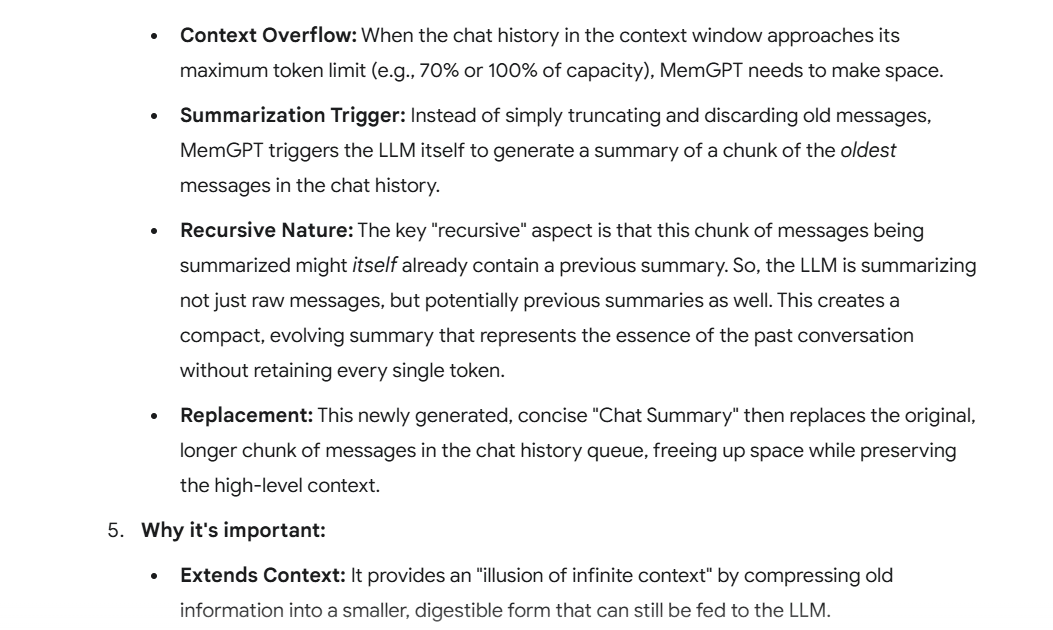 • Context Overflow: When the chat history in the context window approaches its
maximum token limit (e.g., 70% or 100% of capacity), MemGPT needs to make space.
• Summarization Trigger: Instead of simply truncating and discarding old messages,
MemGPT triggers the LLM itself to generate a summary of a chunk of the oldest
messages in the chat history.
• Recursive Nature: The key "recursive" aspect is that this chunk of messages being
summarized might itself already contain a previous summary. So, the LLM is summarizing
not just raw messages, but potentially previous summaries as well. This creates a
compact, evolving summary that represents the essence of the past conversation
without retaining every single token.
• Replacement: This newly generated, concise "Chat Summary" then replaces the original,
longer chunk of messages in the chat history queue, freeing up space while preserving
the high-level context.
5. Why it's important:
• Extends Context: It provides an "illusion of infinite context" by compressing old
information into a smaller, digestible form that can still be fed to the LLM.